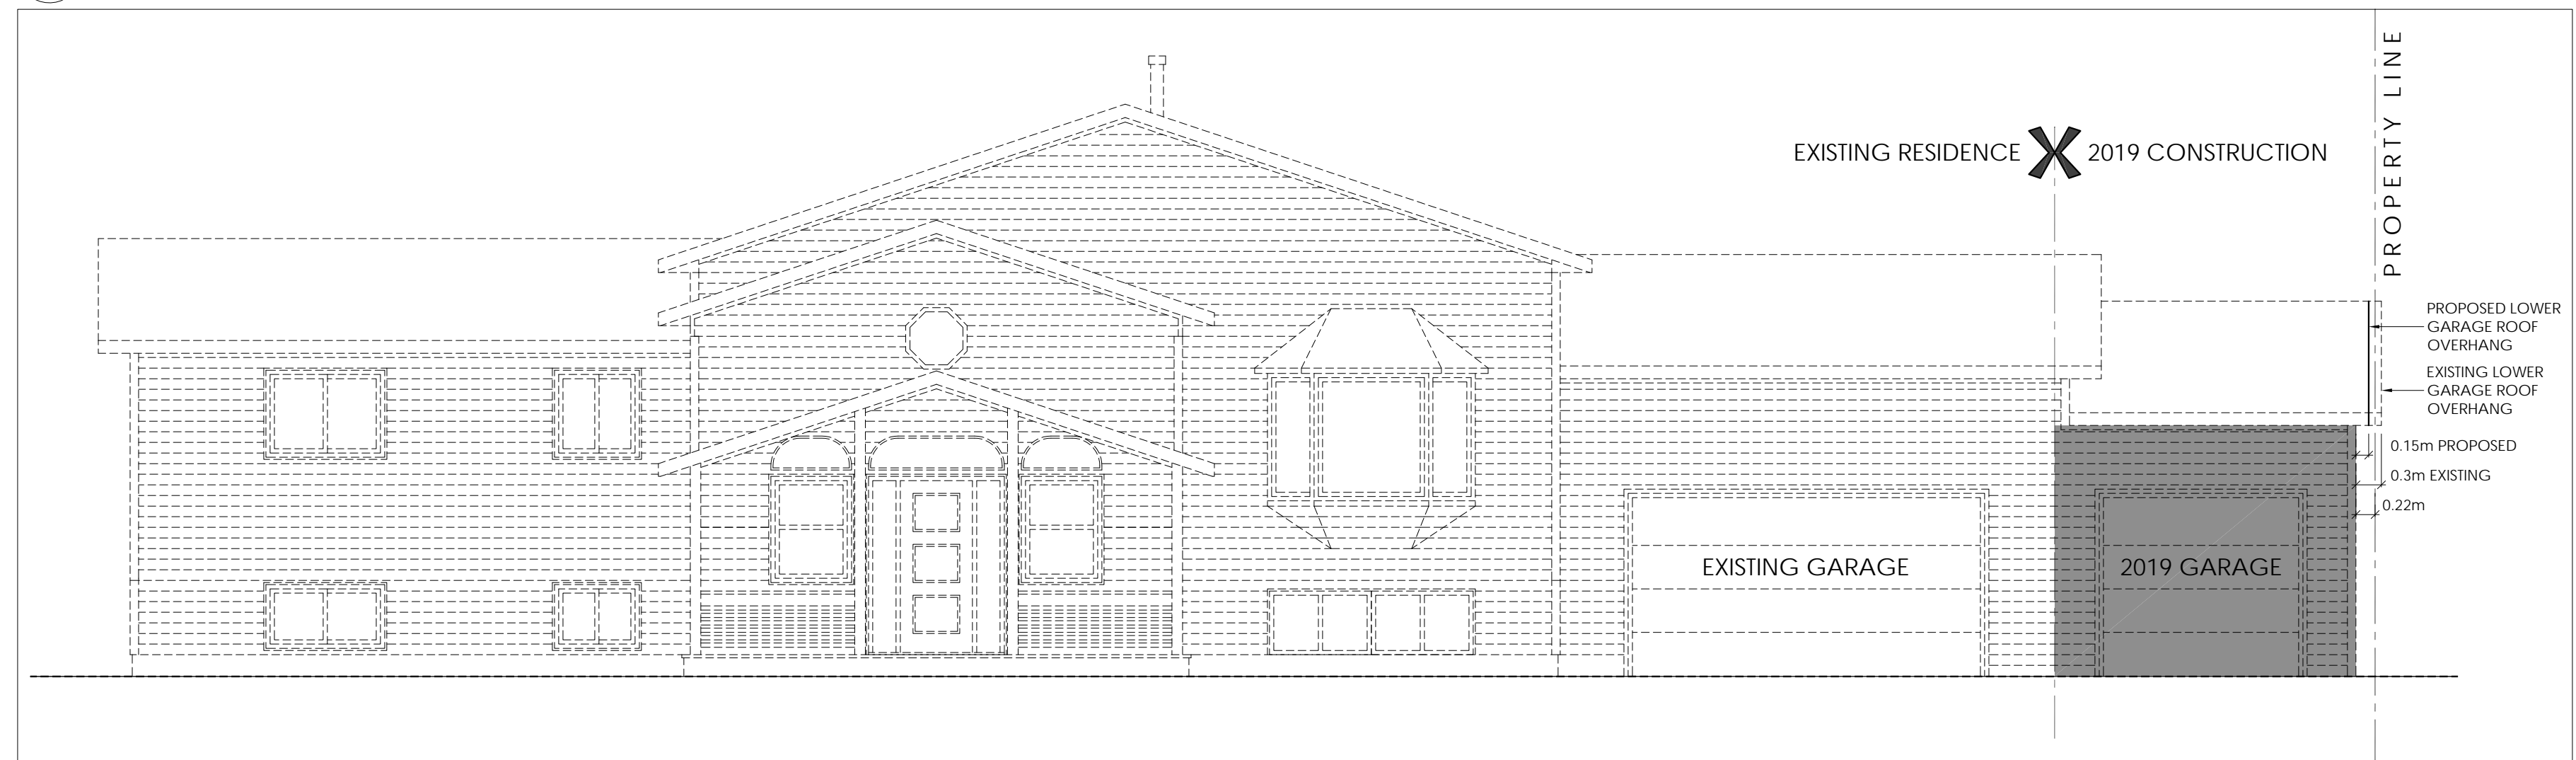 PROPERTY LINE
EXISTING RESIDENCE
2019 CONSTRUCTION
PROPOSED LOWER
GARAGE ROOF
OVERHANG
EXISTING LOWER
GARAGE ROOF
OVERHANG
0.15m PROPOSED
0.3m EXISTING
0.22m
EXISTING GARAGE
2019 GARAGE